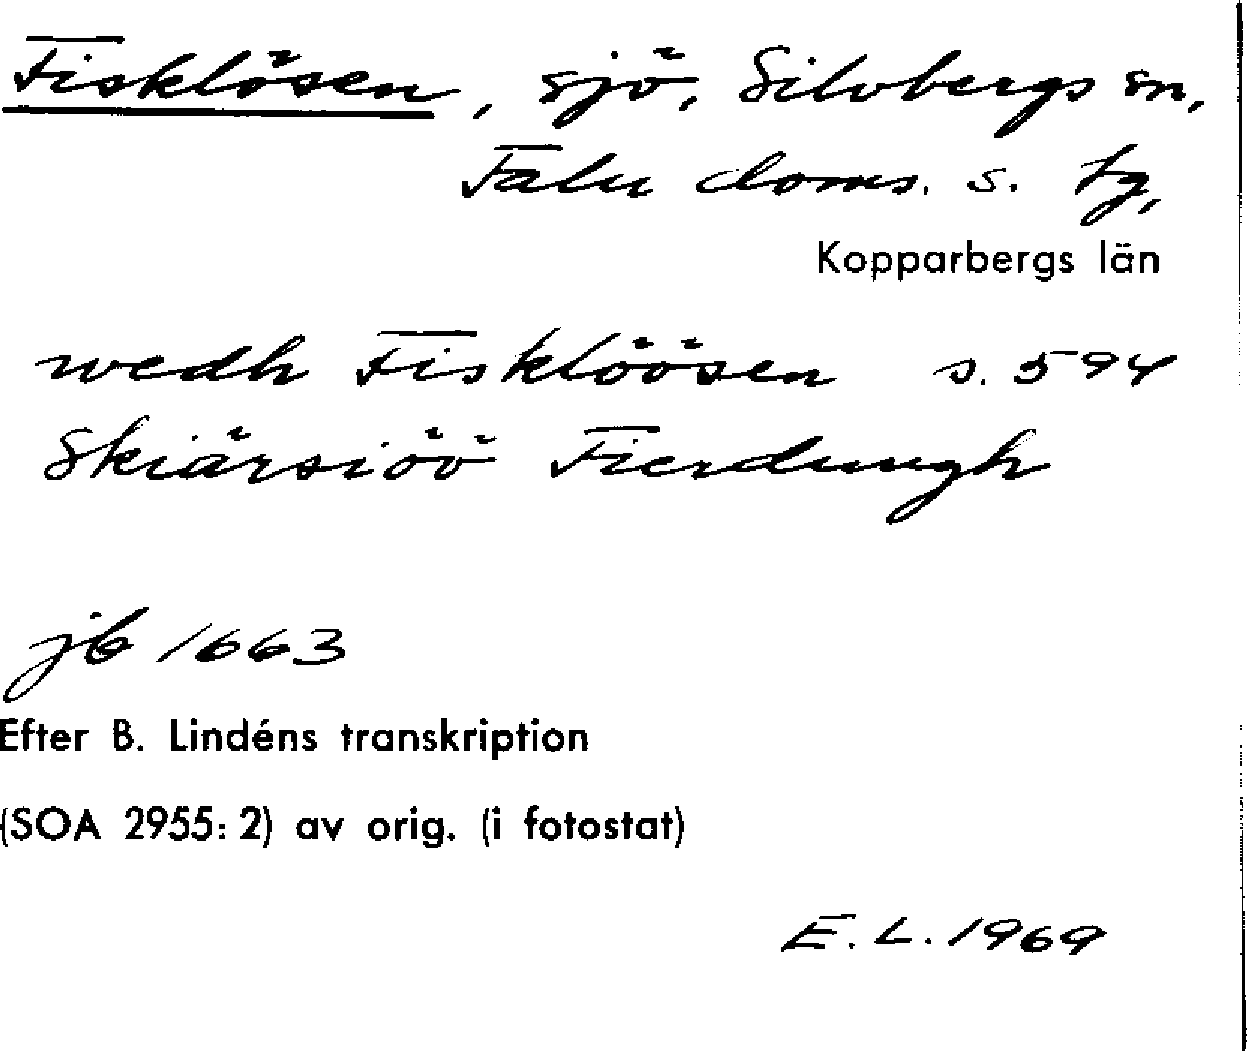 Fisklösen, sjö, Silvbergs sn,
Falu doms. s. tg,
Kopparbergs län
wedh Fisklöösen s. 594
Skiärsiöö Fierdungh
jb 1663
Efter B. Lindéns transkription
(SOA 2955:2) av orig. (i fotostat)
E. L. 1969